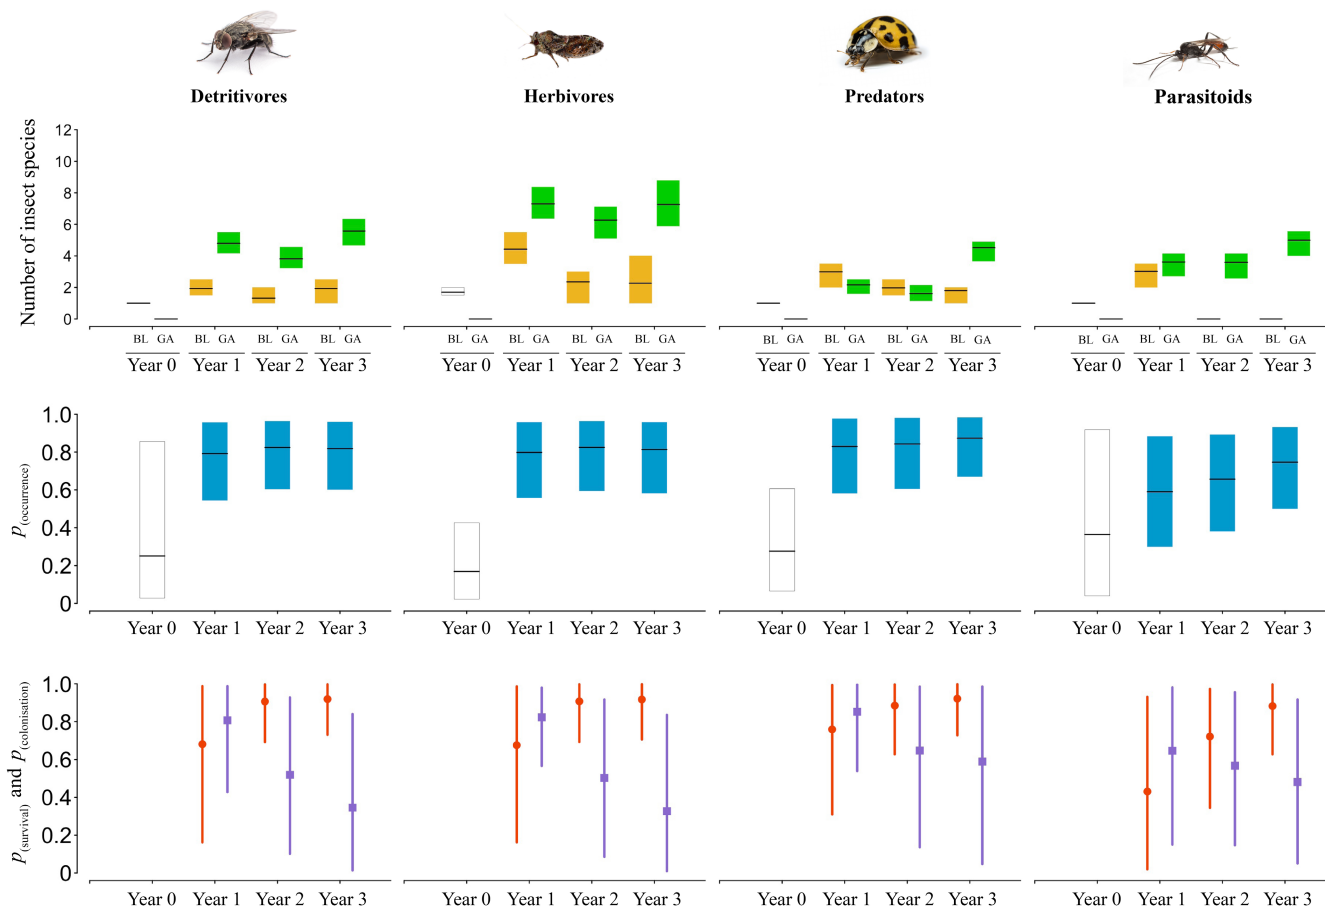 Detritivores Herbivores Predators Parasitoids
Number of insect species
12
10
8
6
4
2
0
BL GA BL GA BL GA BL GA BL GA BL GA BL GA BL GA BL GA BL GA BL GA BL GA BL GA BL GA BL GA BL GA
Year 0 Year 1 Year 2 Year 3 Year 0 Year 1 Year 2 Year 3 Year 0 Year 1 Year 2 Year 3 Year 0 Year 1 Year 2 Year 3
p(occurrence)
1.0
0.8
0.6
0.4
0.2
0
Year 0 Year 1 Year 2 Year 3 Year 0 Year 1 Year 2 Year 3 Year 0 Year 1 Year 2 Year 3 Year 0 Year 1 Year 2 Year 3
p(survival) and p(colonisation)
1.0
0.8
0.6
0.4
0.2
0
Year 0 Year 1 Year 2 Year 3 Year 0 Year 1 Year 2 Year 3 Year 0 Year 1 Year 2 Year 3 Year 0 Year 1 Year 2 Year 3